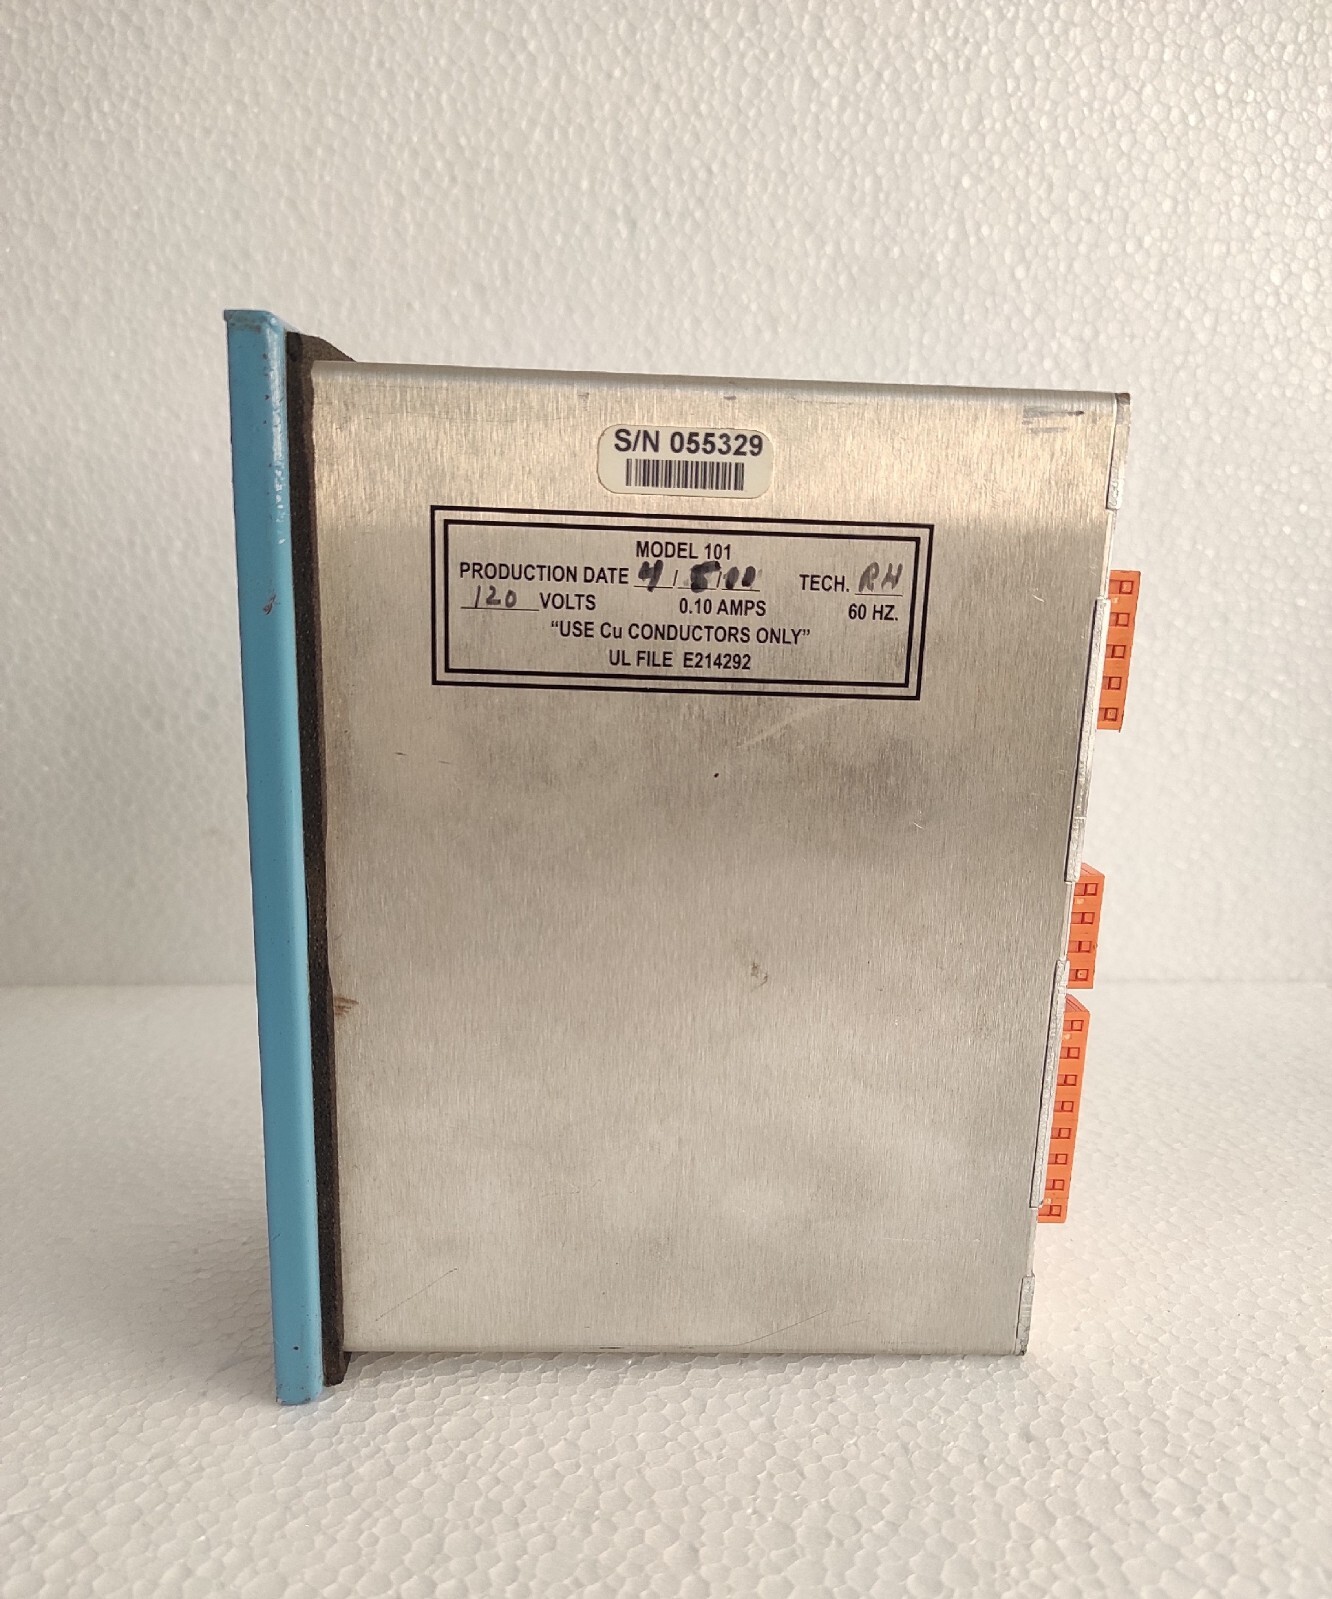 S/N 055329
MODEL 101
PRODUCTION DATE 4 / /00 TECH. RH
120 VOLTS 0.10 AMPS 60 HZ.
"USE Cu CONDUCTORS ONLY"
UL FILE E214292